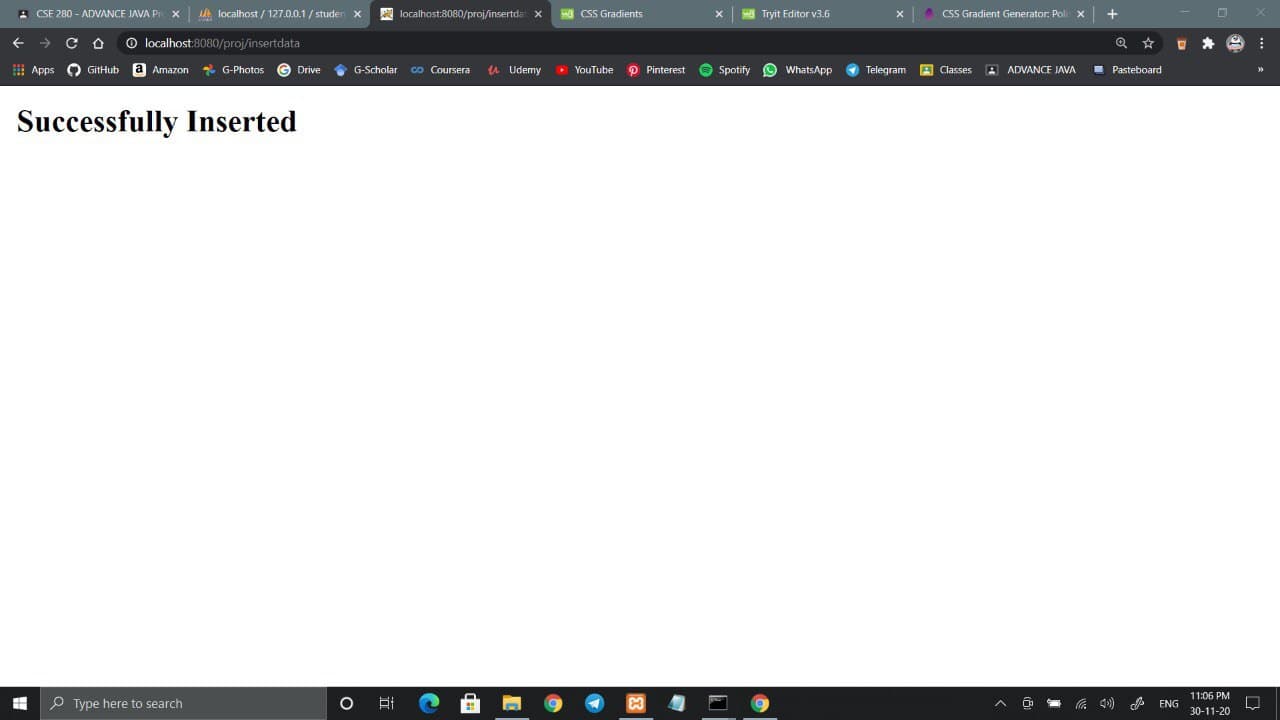 CSE 280 - ADVANCE JAVA Pr
localhost / 127.0.0.1 / studen
localhost:8080/proj/insertda
CSS Gradients
Tryit Editor v3.6
CSS Gradient Generator: Poli
localhost:8080/proj/insertdata
Apps GitHub Amazon G-Photos Drive G-Scholar Coursera Udemy YouTube Pinterest Spotify WhatsApp Telegram Classes ADVANCE JAVA Pasteboard »
Successfully Inserted
Type here to search
ENG
11:06 PM
30-11-20